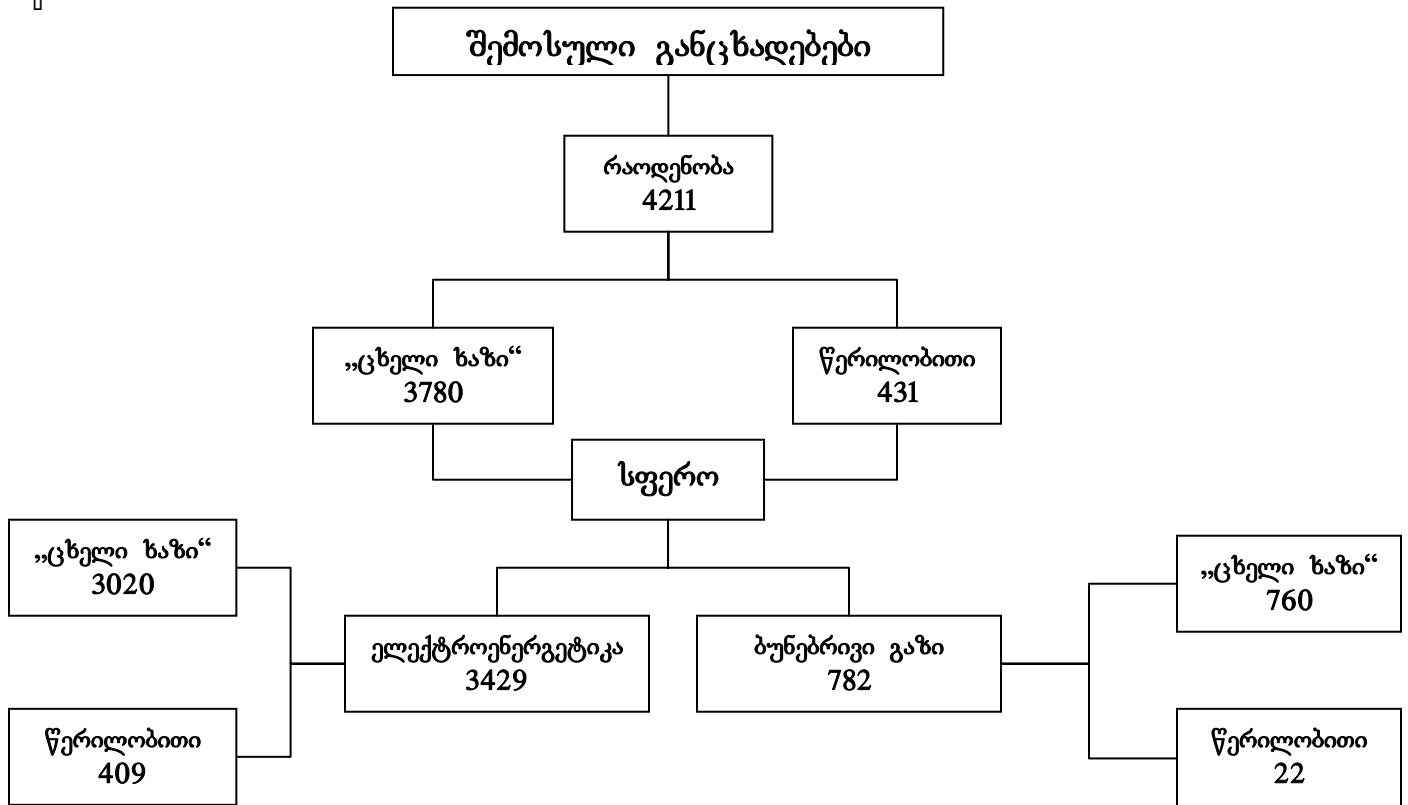 შემოსული განცხადებები
რაოდენობა
4211
„ცხელი ხაზი“
3780
წერილობითი
431
სფერო
„ცხელი ხაზი“
3020
„ცხელი ხაზი“
760
ელექტროენერგეტიკა
3429
ბუნებრივი გაზი
782
წერილობითი
409
წერილობითი
22